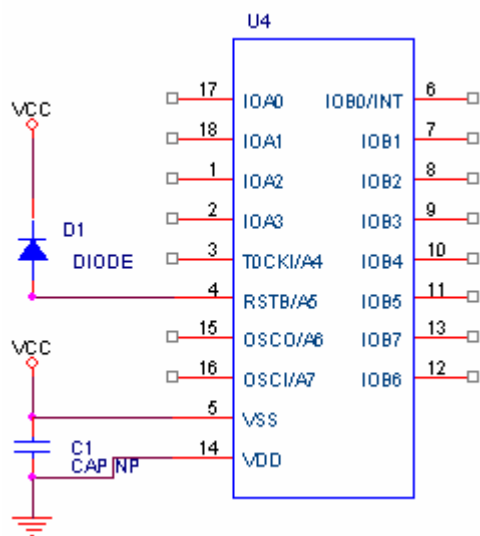 U4
17 IOA0 IOB0/INT 6
VCC
18 IOA1 IOB1 7
1 IOA2 IOB2 8
2 IOA3 IOB3 9
D1
DIODE
3 T0CKI/A4 IOB4 10
4 RSTB/A5 IOB5 11
15 OSCO/A6 IOB7 13
VCC
16 OSCI/A7 IOB6 12
5 VSS
C1
CAP NP
14 VDD